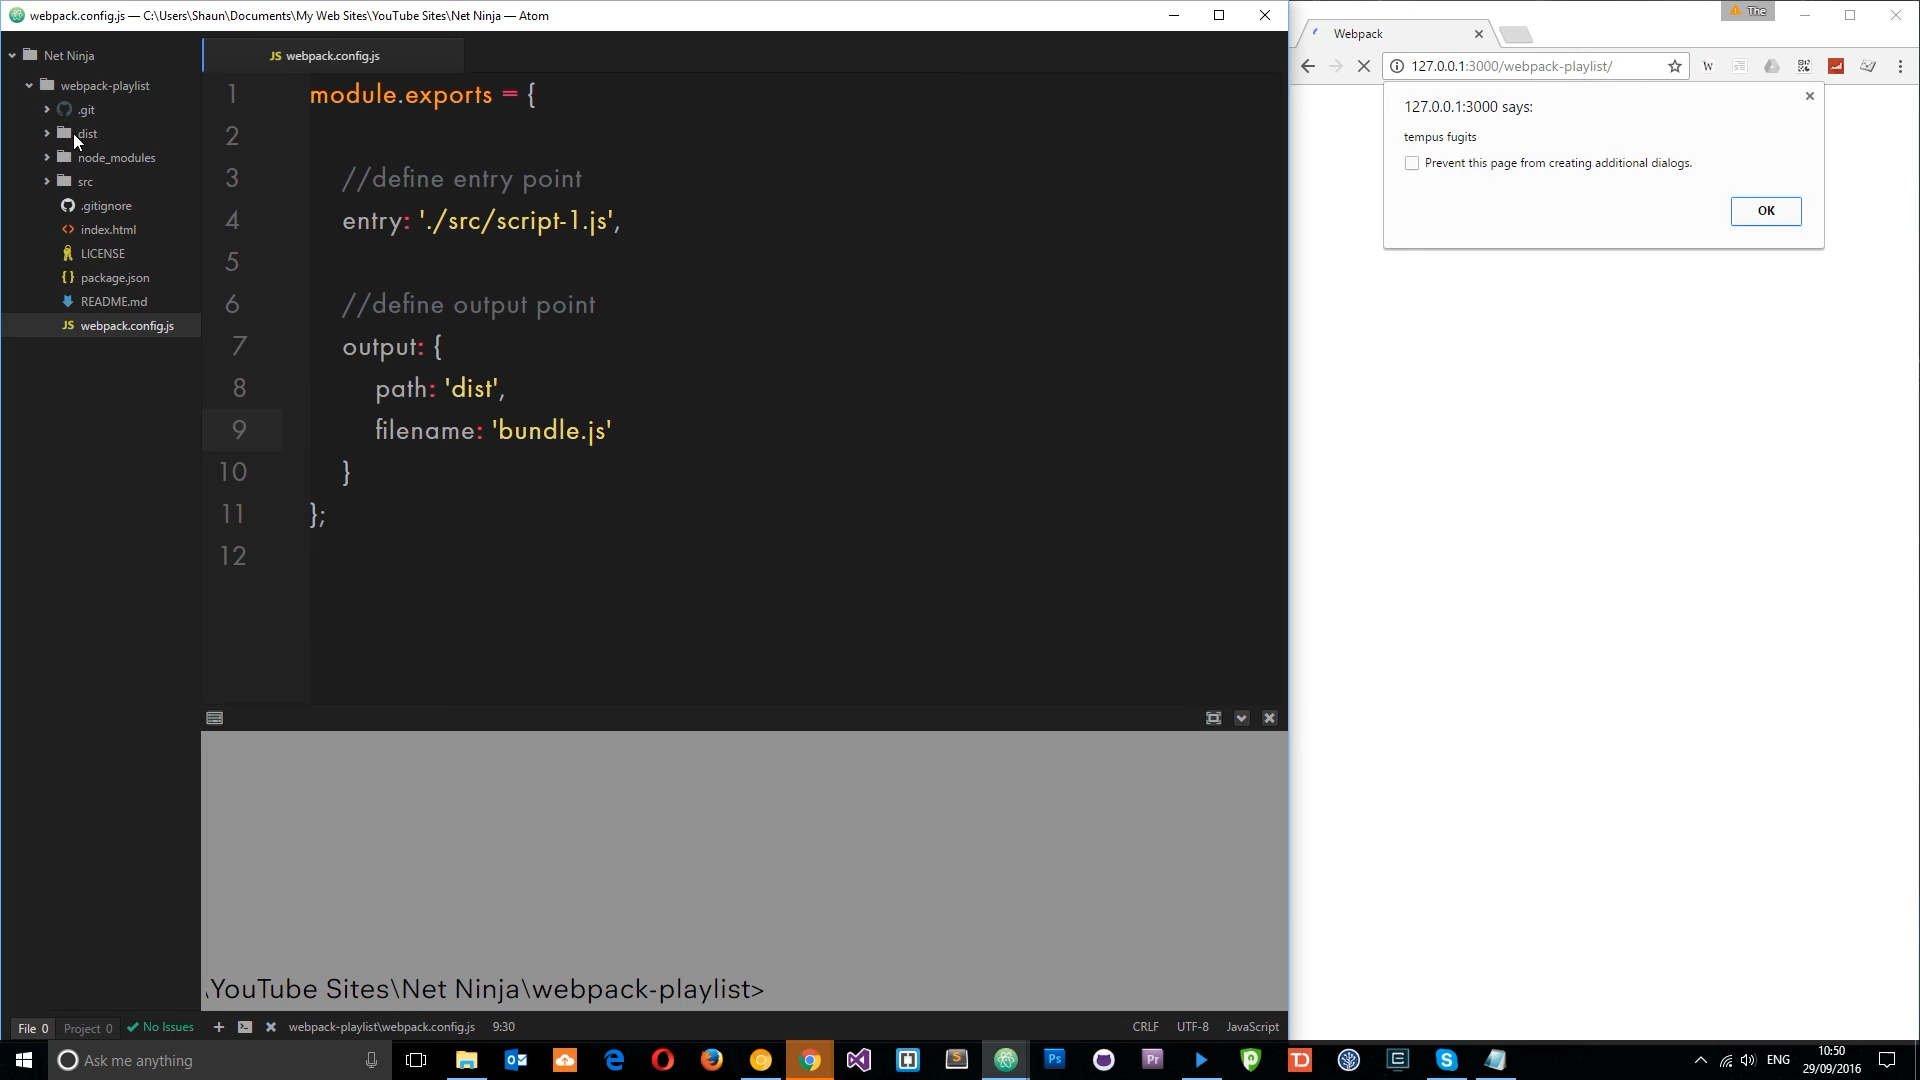 webpack.config.js — C:\Users\Shaun\Documents\My Web Sites\YouTube Sites\Net Ninja — Atom
Net Ninja
webpack-playlist
.git
dist
node_modules
src
.gitignore
index.html
LICENSE
package.json
README.md
JS webpack.config.js
JS webpack.config.js
1 module.exports = {
2
3 //define entry point
4 entry: './src/script-1.js',
5
6 //define output point
7 output: {
8 path: 'dist',
9 filename: 'bundle.js'
10 }
11 };
12
\YouTube Sites\Net Ninja\webpack-playlist>
File 0 Project 0 No Issues webpack-playlist\webpack.config.js 9:30 CRLF UTF-8 JavaScript
The
Webpack
127.0.0.1:3000/webpack-playlist/
W
127.0.0.1:3000 says:
tempus fugits
Prevent this page from creating additional dialogs.
OK
Ask me anything
Ps
Pr
TD
ENG
10:50
29/09/2016